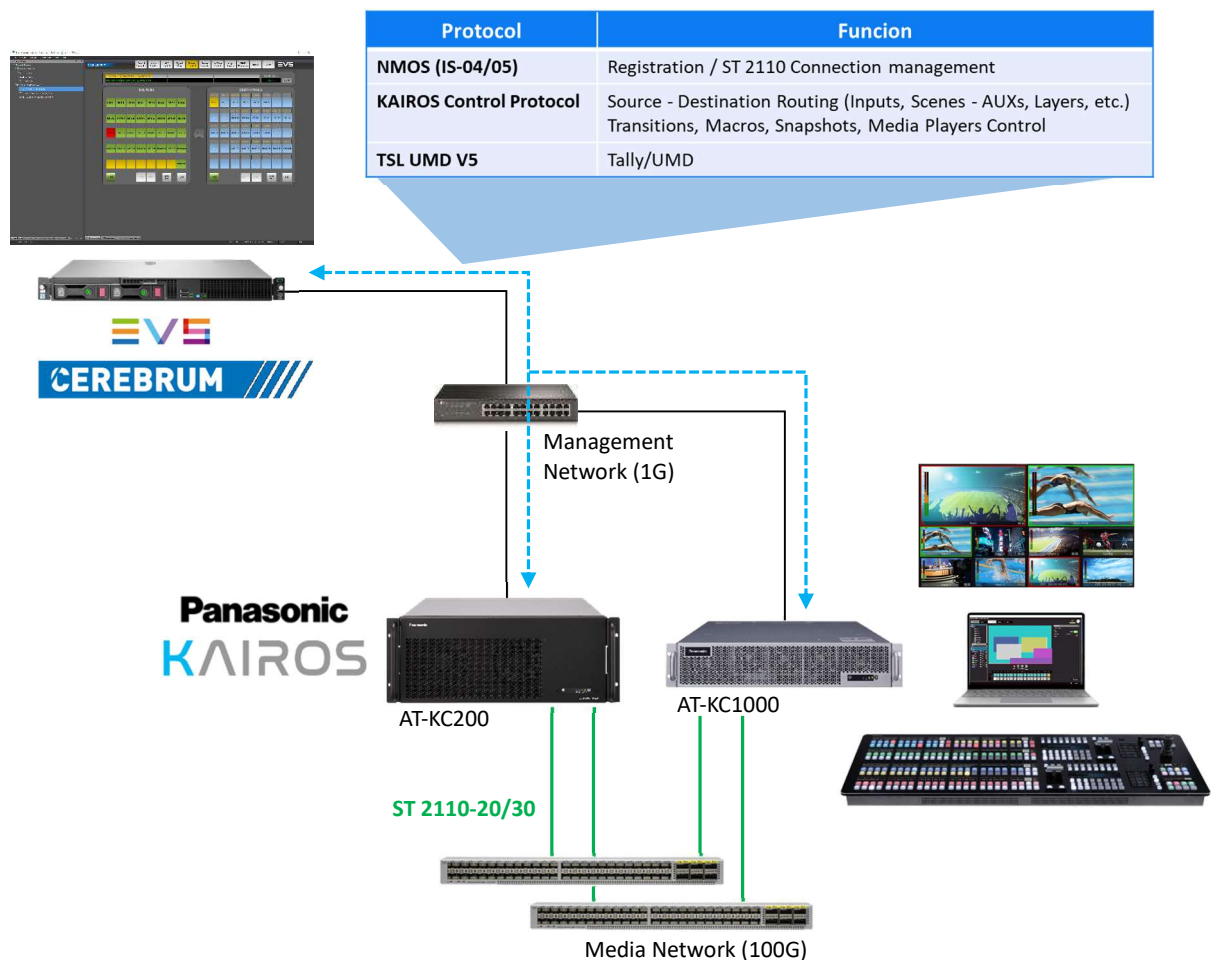 Protocol Funcion
NMOS (IS-04/05) Registration / ST 2110 Connection management
KAIROS Control Protocol Source - Destination Routing (Inputs, Scenes - AUXs, Layers, etc.)
Transitions, Macros, Snapshots, Media Players Control
TSL UMD V5 Tally/UMD
EVS
EVS
CEREBRUM
Management
Network (1G)
Panasonic
KAIROS
AT-KC200
AT-KC1000
ST 2110-20/30
Media Network (100G)